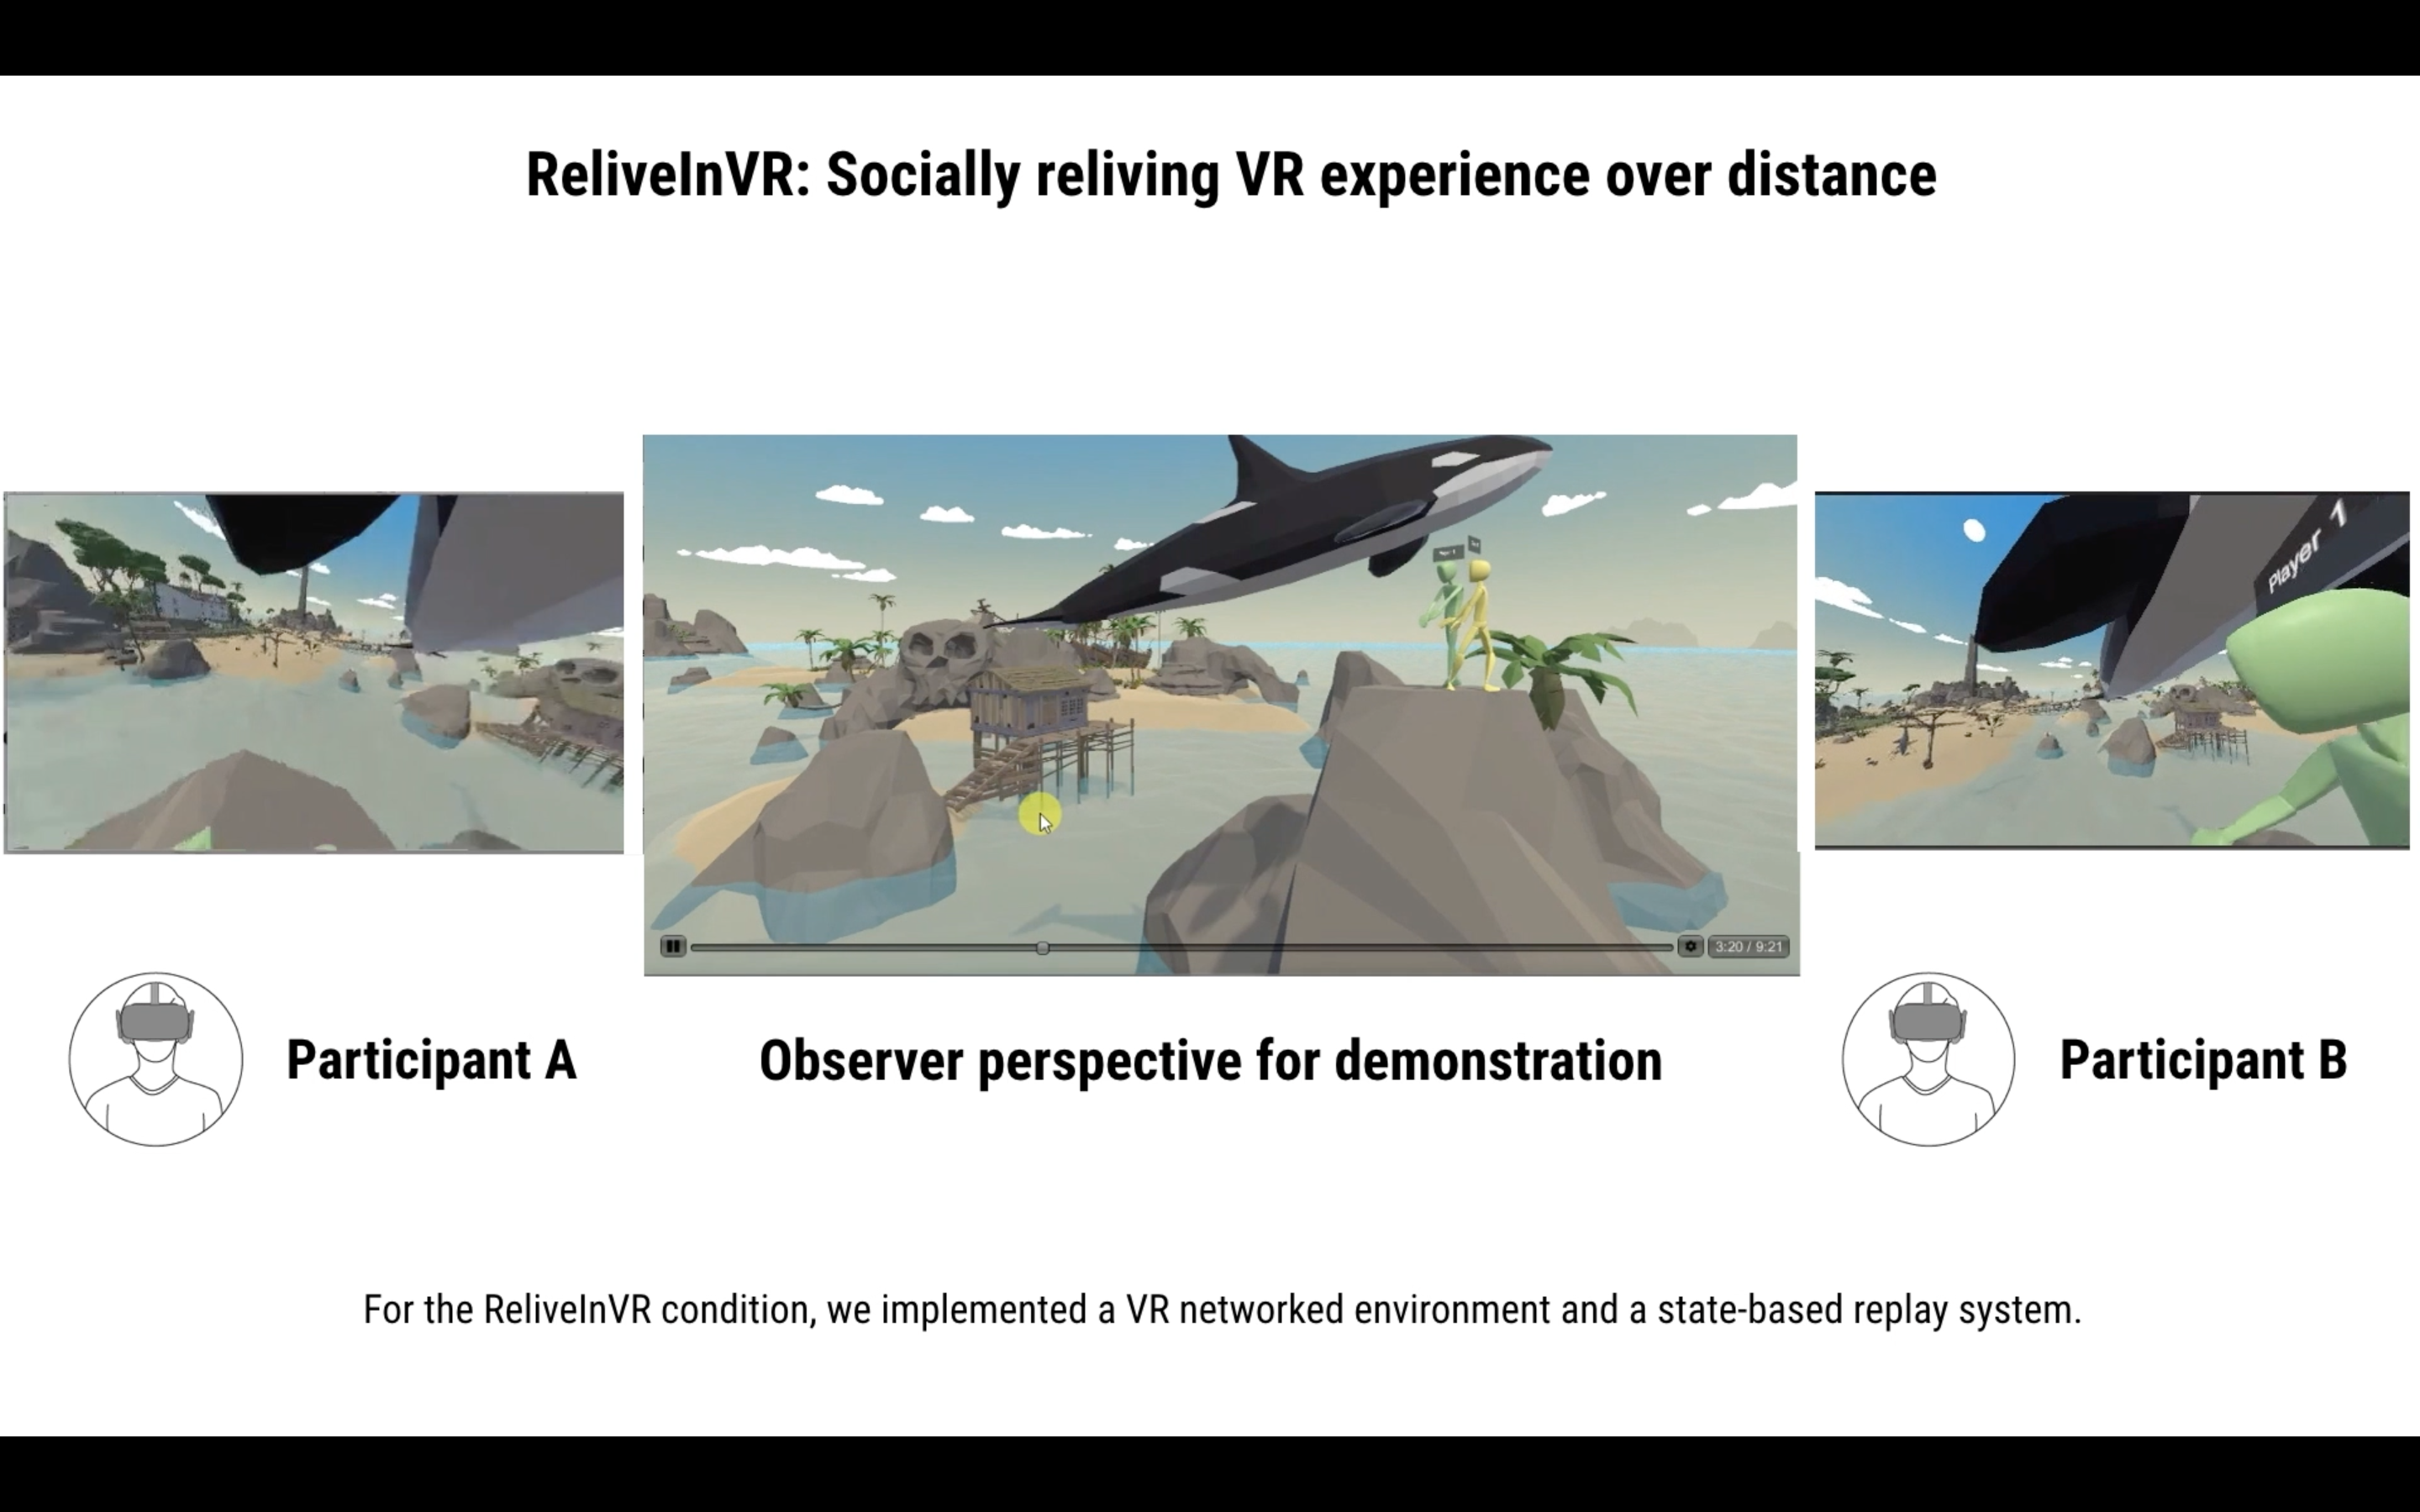 ReliveInVR: Socially reliving VR experience over distance
Player 1
3:20 / 9:21
Participant A
Observer perspective for demonstration
Participant B
For the ReliveInVR condition, we implemented a VR networked environment and a state-based replay system.